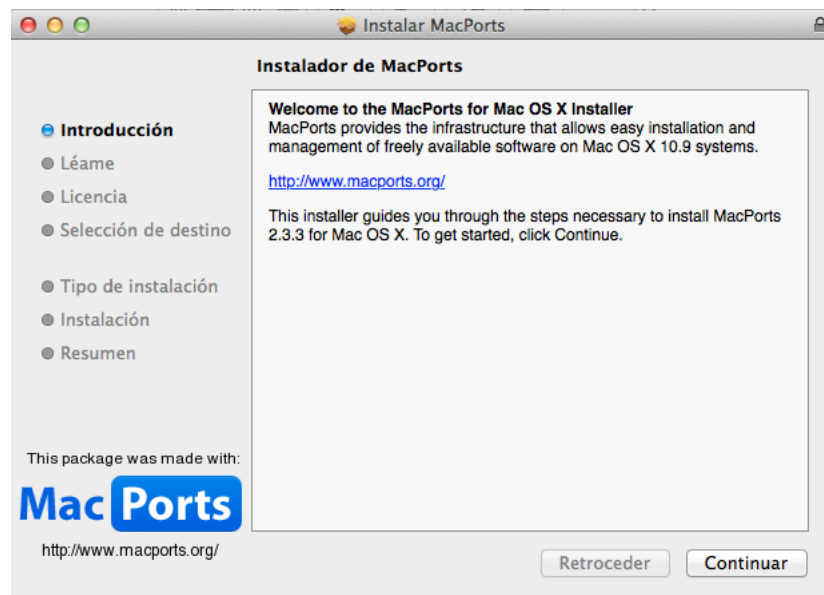 Instalar MacPorts
Instalador de MacPorts
Introducción
Léame
Licencia
Selección de destino
Tipo de instalación
Instalación
Resumen
Welcome to the MacPorts for Mac OS X Installer
MacPorts provides the infrastructure that allows easy installation and
management of freely available software on Mac OS X 10.9 systems.
http://www.macports.org/
This installer guides you through the steps necessary to install MacPorts
2.3.3 for Mac OS X. To get started, click Continue.
This package was made with:
MacPorts
http://www.macports.org/
Retroceder
Continuar